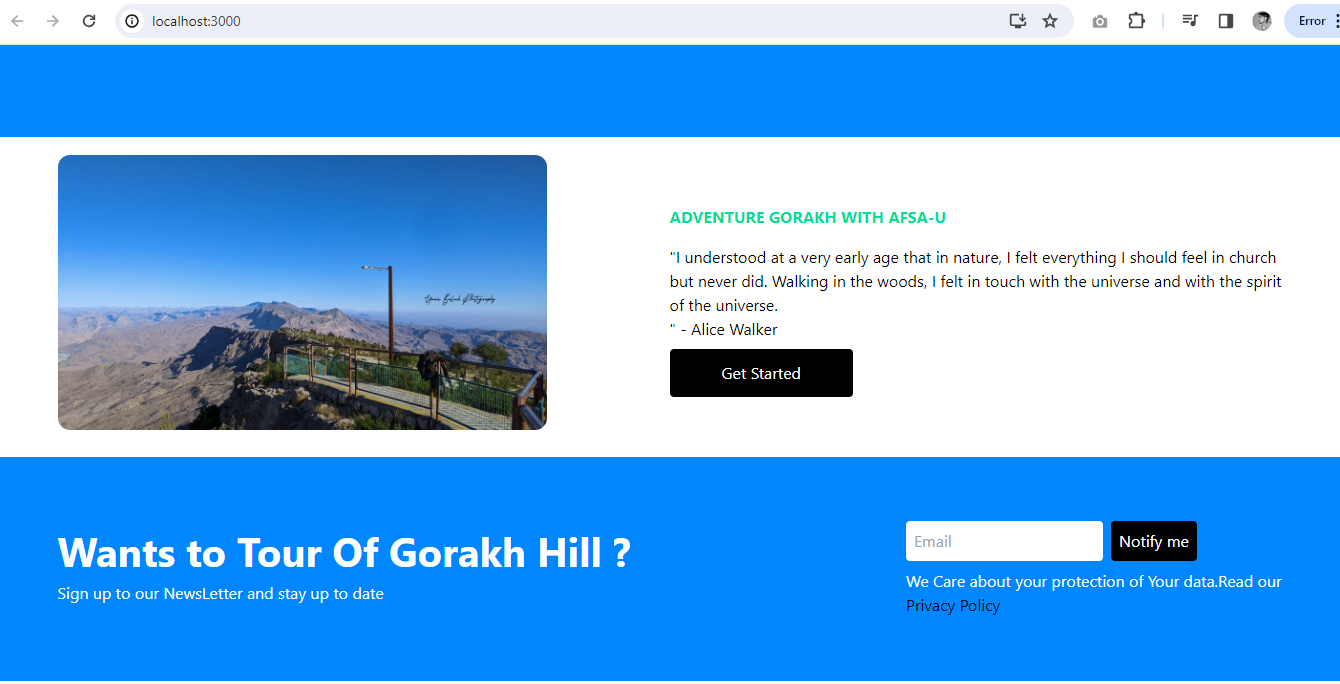 localhost:3000
Error
ADVENTURE GORAKH WITH AFSA-U
"I understood at a very early age that in nature, I felt everything I should feel in church
but never did. Walking in the woods, I felt in touch with the universe and with the spirit
of the universe.
" - Alice Walker
Get Started
Wants to Tour Of Gorakh Hill ?
Sign up to our NewsLetter and stay up to date
Email
Notify me
We Care about your protection of Your data.Read our
Privacy Policy